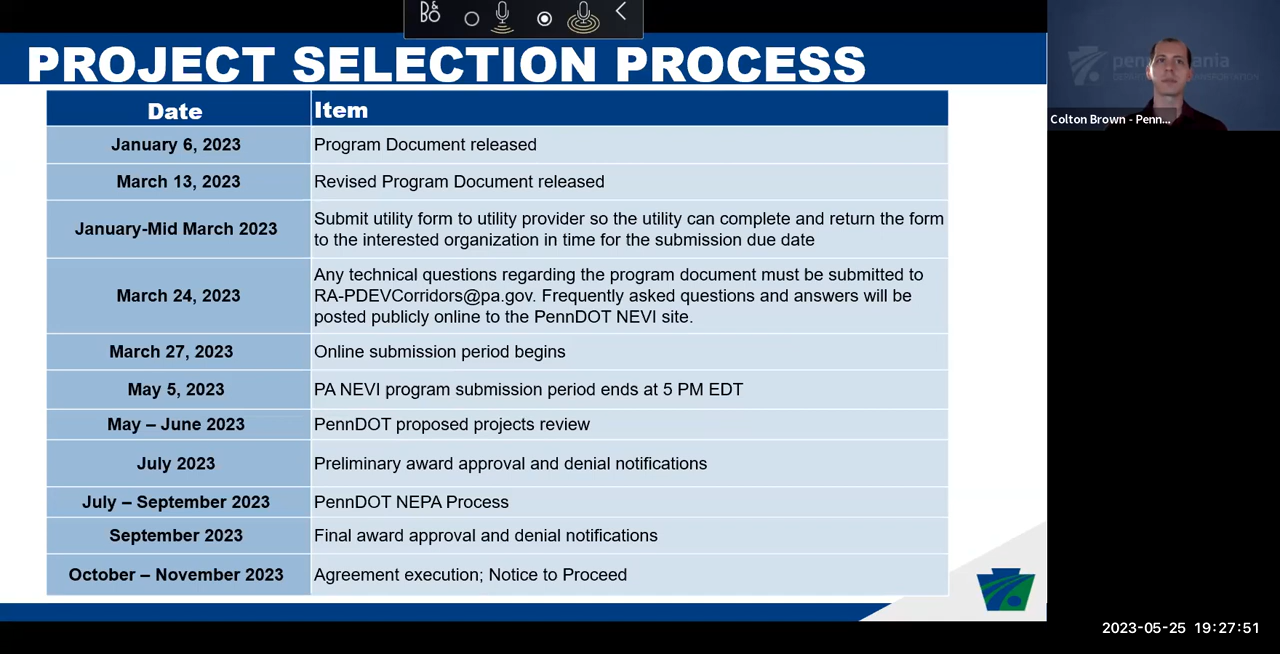 PROJECT SELECTION PROCESS
Date Item
January 6, 2023 Program Document released
March 13, 2023 Revised Program Document released
January-Mid March 2023 Submit utility form to utility provider so the utility can complete and return the form
to the interested organization in time for the submission due date
March 24, 2023 Any technical questions regarding the program document must be submitted to
RA-PDEVCorridors@pa.gov. Frequently asked questions and answers will be
posted publicly online to the PennDOT NEVI site.
March 27, 2023 Online submission period begins
May 5, 2023 PA NEVI program submission period ends at 5 PM EDT
May – June 2023 PennDOT proposed projects review
July 2023 Preliminary award approval and denial notifications
July – September 2023 PennDOT NEPA Process
September 2023 Final award approval and denial notifications
October – November 2023 Agreement execution; Notice to Proceed
Colton Brown - Penn...
2023-05-25 19:27:51